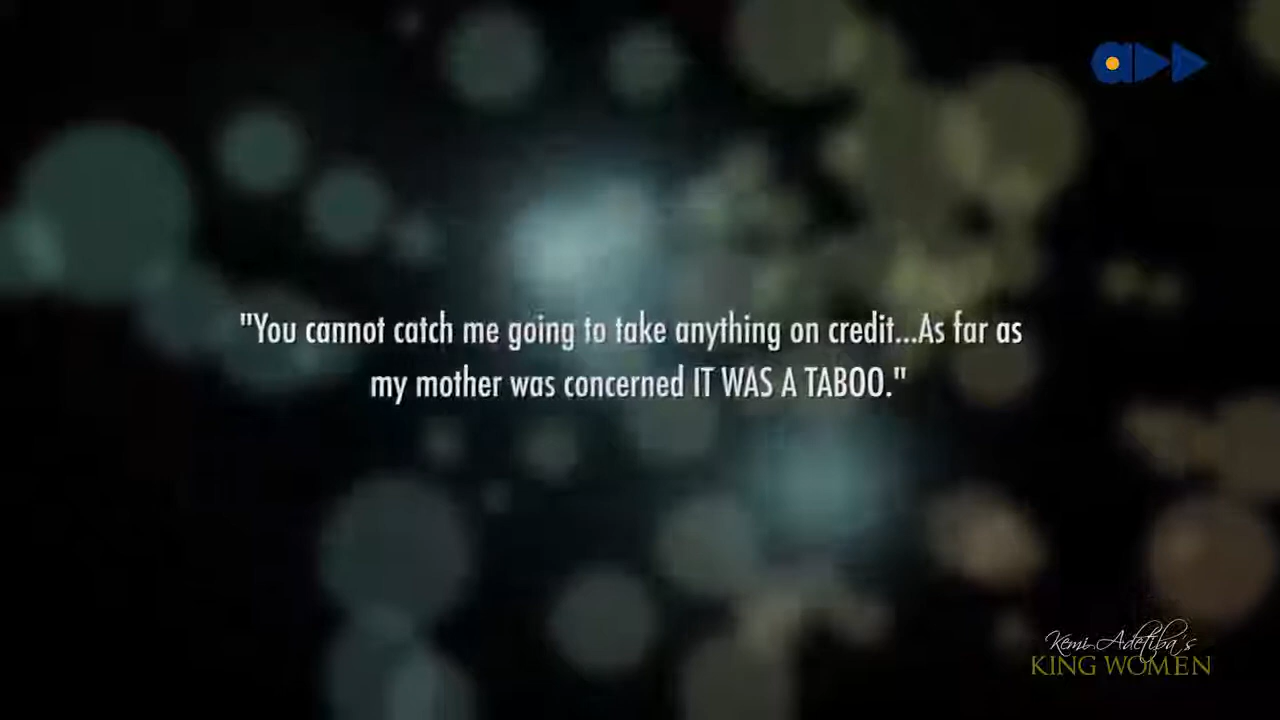 "You cannot catch me going to take anything on credit...As far as
my mother was concerned IT WAS A TABOO."
Kemi Adetiba's
KING WOMEN